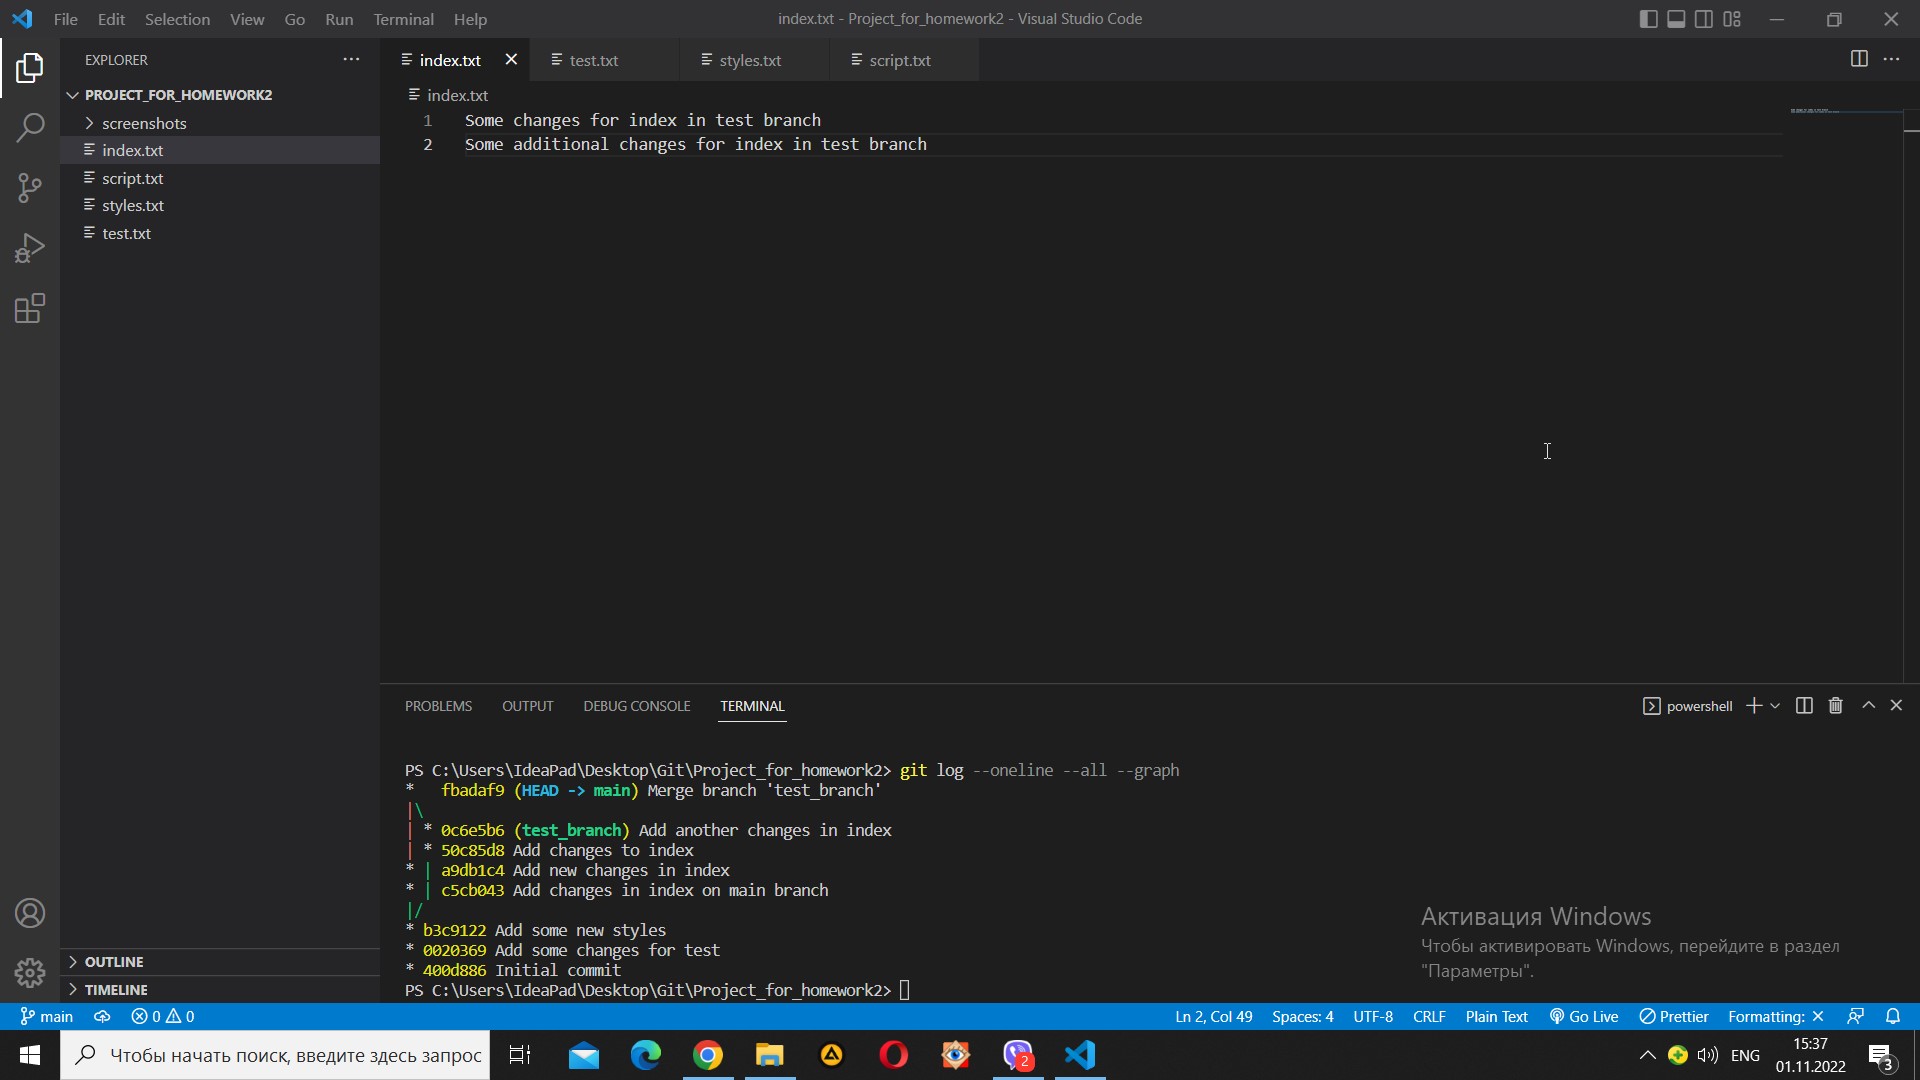 File Edit Selection View Go Run Terminal Help
index.txt - Project_for_homework2 - Visual Studio Code
EXPLORER
PROJECT_FOR_HOMEWORK2
screenshots
index.txt
script.txt
styles.txt
test.txt
OUTLINE
TIMELINE
index.txt test.txt styles.txt script.txt
index.txt
1 Some changes for index in test branch
2 Some additional changes for index in test branch
PROBLEMS OUTPUT DEBUG CONSOLE TERMINAL
powershell
PS C:\Users\IdeaPad\Desktop\Git\Project_for_homework2> git log --oneline --all --graph
*   fbadaf9 (HEAD -> main) Merge branch 'test_branch'
|\
| * 0c6e5b6 (test_branch) Add another changes in index
| * 50c85d8 Add changes to index
* | a9db1c4 Add new changes in index
* | c5cb043 Add changes in index on main branch
|/
* b3c9122 Add some new styles
* 0020369 Add some changes for test
* 400d886 Initial commit
PS C:\Users\IdeaPad\Desktop\Git\Project_for_homework2>
Активация Windows
Чтобы активировать Windows, перейдите в раздел
"Параметры".
main 0 0 Ln 2, Col 49 Spaces: 4 UTF-8 CRLF Plain Text Go Live Prettier Formatting: ×
Чтобы начать поиск, введите здесь запрос
2
ENG
15:37
01.11.2022
3